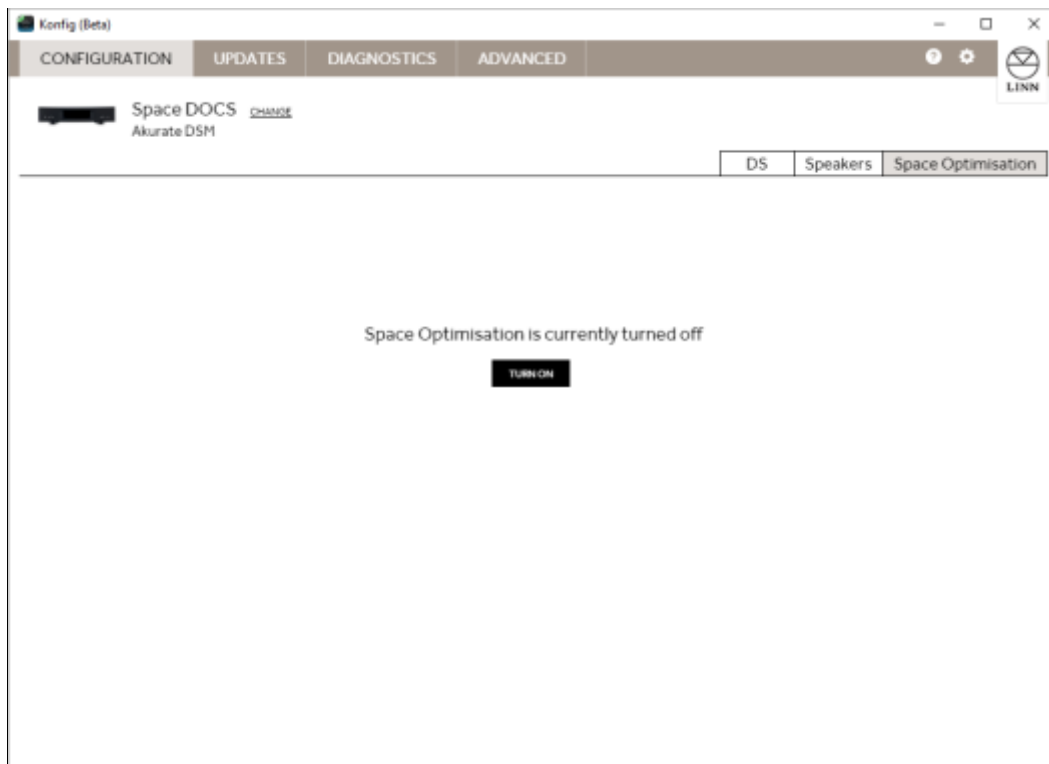 Konfig (Beta)
CONFIGURATION UPDATES DIAGNOSTICS ADVANCED
LINN
Space DOCS CHANGE
Akurate DSM
DS Speakers Space Optimisation
Space Optimisation is currently turned off
TURN ON